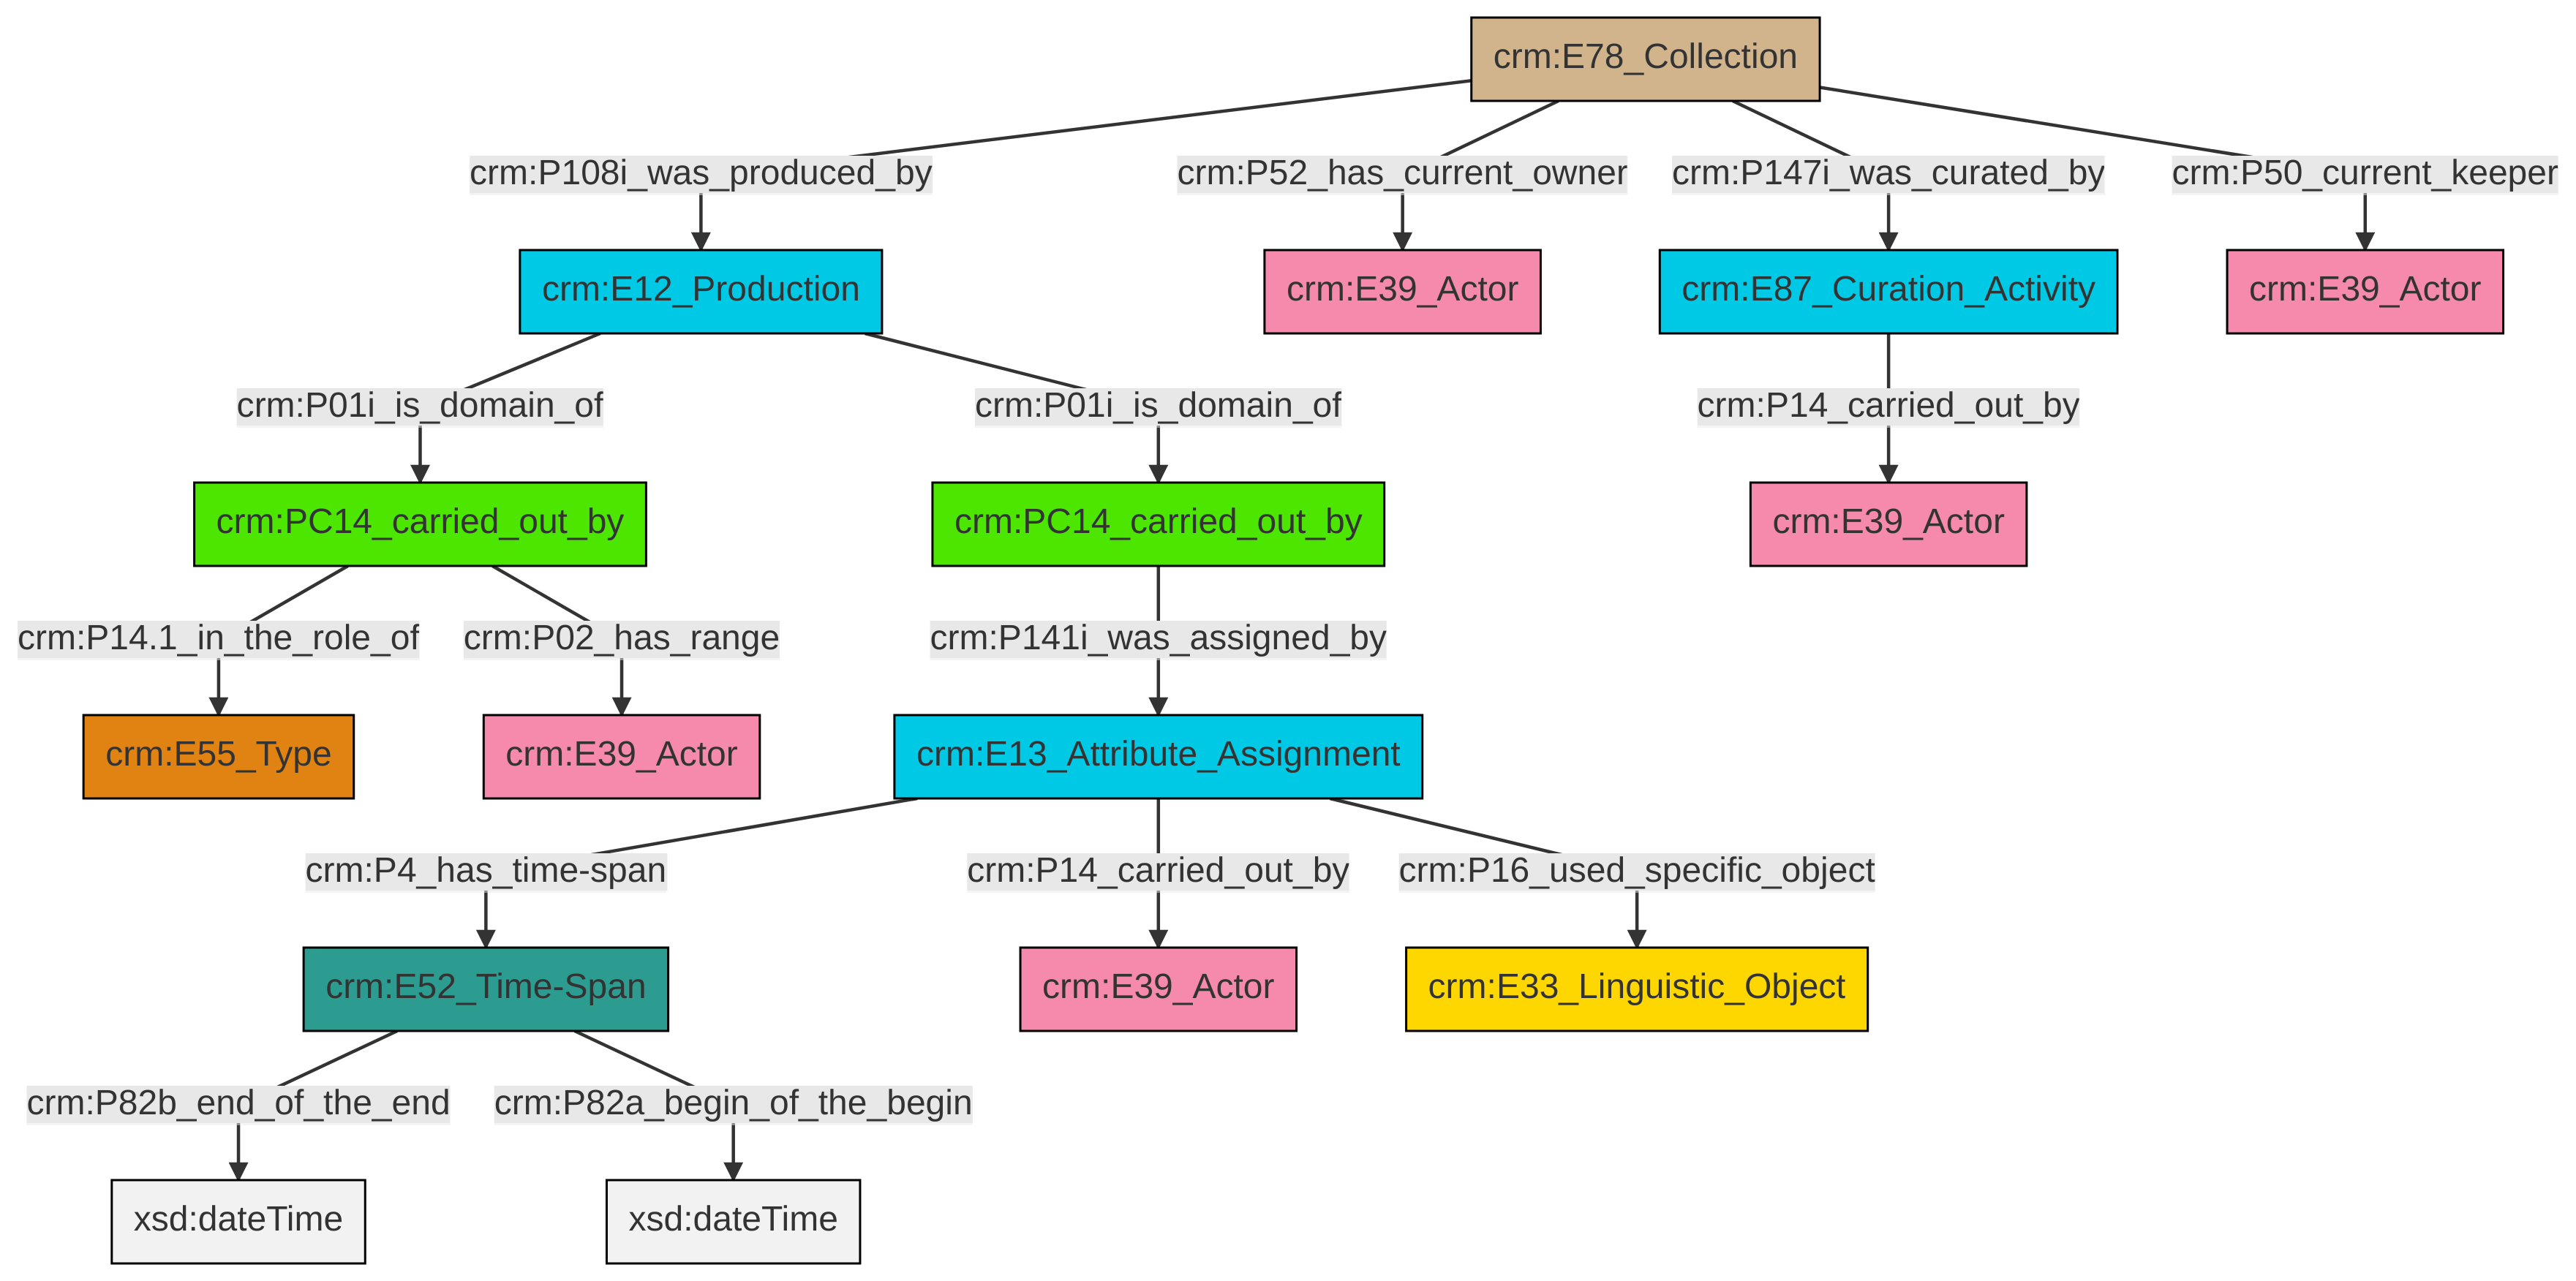 crm:E78_Collection
crm:P108i_was_produced_by
crm:P52_has_current_owner
crm:P147i_was_curated_by
crm:P50_current_keeper
crm:E12_Production
crm:E39_Actor
crm:E87_Curation_Activity
crm:E39_Actor
crm:P01i_is_domain_of
crm:P01i_is_domain_of
crm:P14_carried_out_by
crm:PC14_carried_out_by
crm:PC14_carried_out_by
crm:E39_Actor
crm:P14.1_in_the_role_of
crm:P02_has_range
crm:P141i_was_assigned_by
crm:E55_Type
crm:E39_Actor
crm:E13_Attribute_Assignment
crm:P4_has_time-span
crm:P14_carried_out_by
crm:P16_used_specific_object
crm:E52_Time-Span
crm:E39_Actor
crm:E33_Linguistic_Object
crm:P82b_end_of_the_end
crm:P82a_begin_of_the_begin
xsd:dateTime
xsd:dateTime